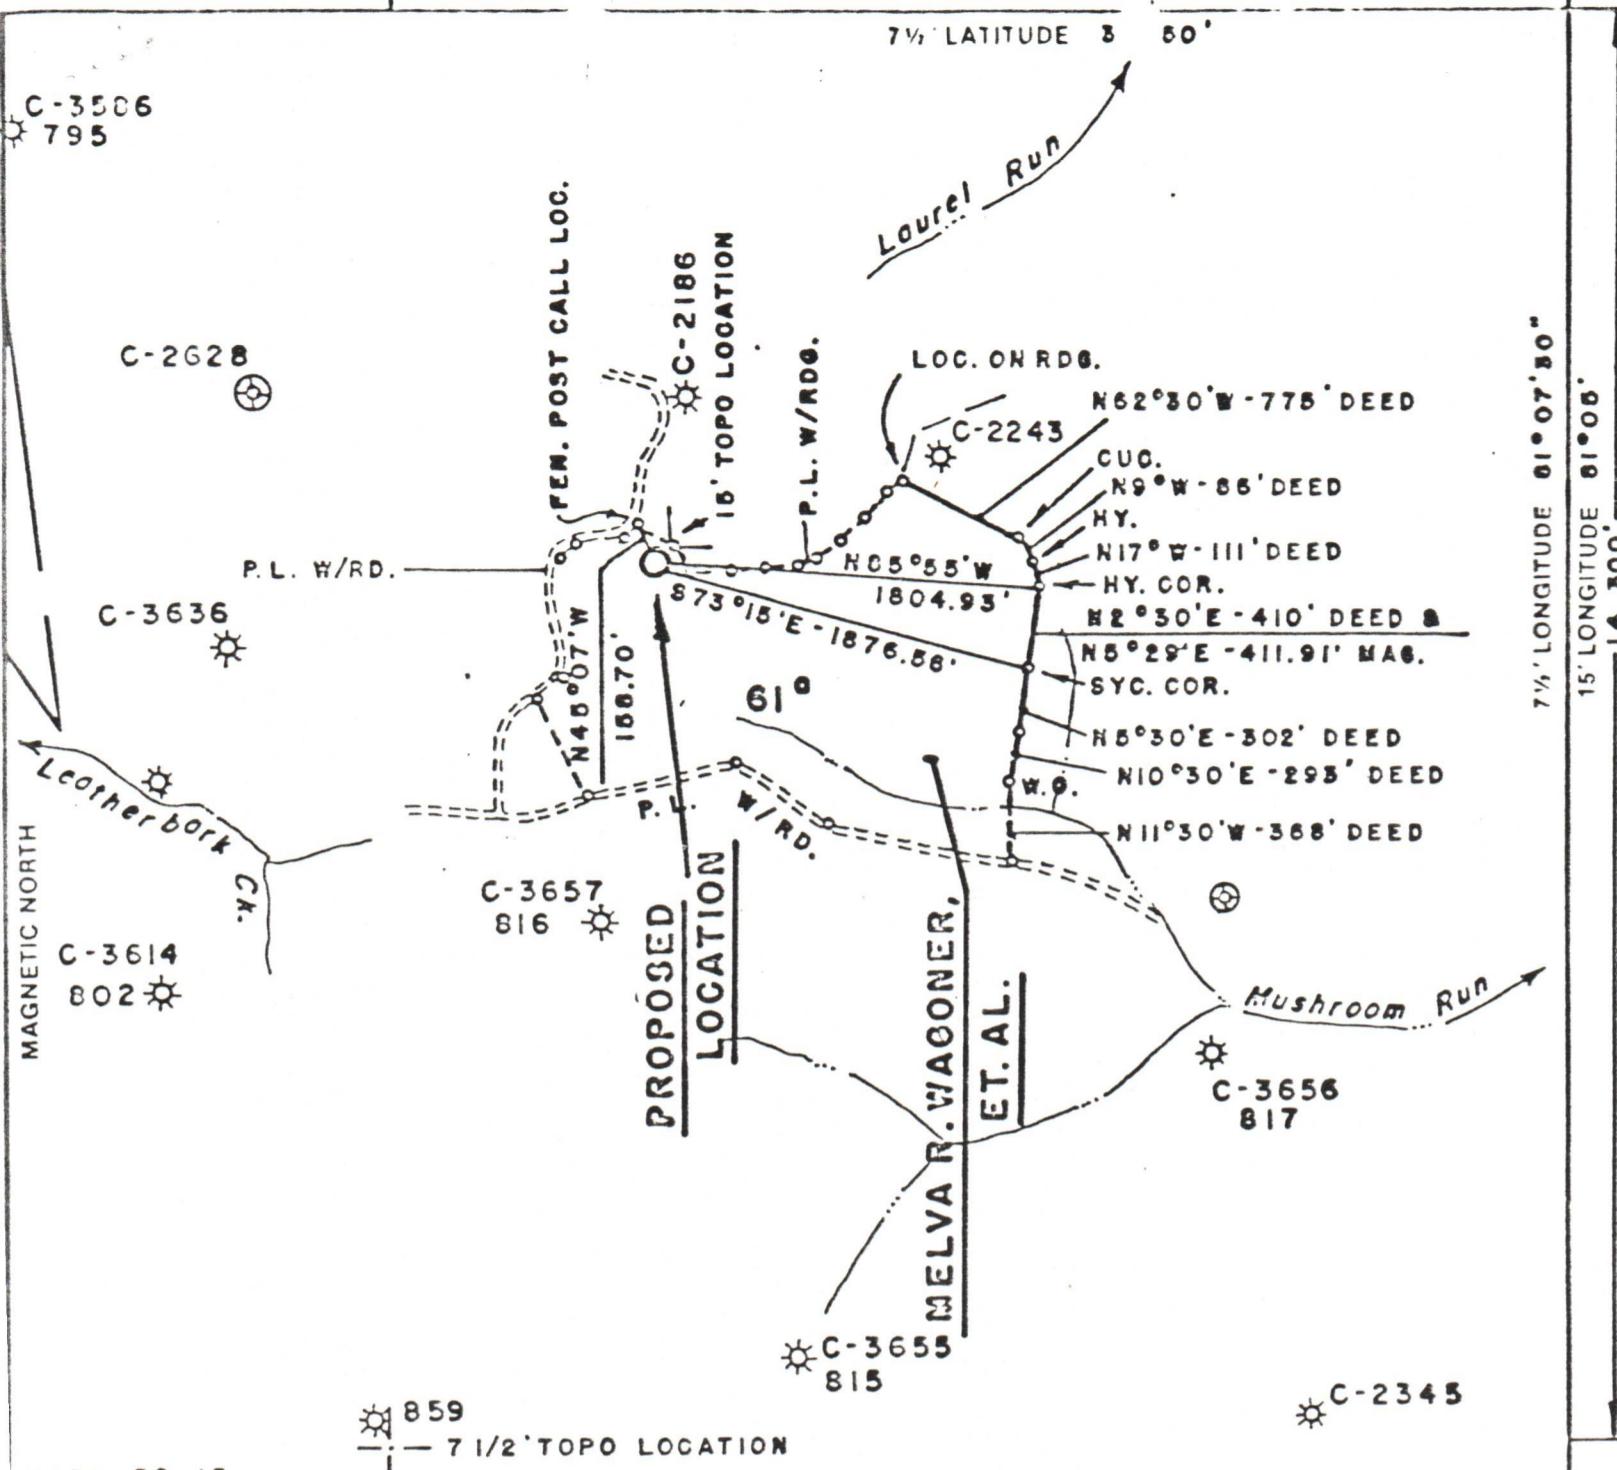 7½' LATITUDE 3 50'
C-3586
795
Laurel Run
FEN. POST CALL LOC.
C-2186
15' TOPO LOCATION
P.L. W/RDG.
C-2628
LOC. ON RDG.
N62°30'W-775' DEED
C-2243
CUC.
N9°W-86' DEED
HY.
N17°W-111' DEED
HY. COR.
P.L. W/RD.
N85°55'W
1804.93'
S73°15'E-1876.56'
N2°30'E-410' DEED &
N5°29'E-411.91' MAG.
SYC. COR.
C-3636
N45°07'W
158.70'
61ᵃ
N5°30'E-302' DEED
N10°30'E-293' DEED
W.O.
N11°30'W-368' DEED
P.L. W/RD.
Leatherbark Ck.
MAGNETIC NORTH
C-3657
816
C-3614
802
PROPOSED
LOCATION
MELVA R. WAGONER,
ET. AL.
Mushroom Run
C-3656
817
C-3655
815
859
7 1/2' TOPO LOCATION
C-2345
7½' LONGITUDE 81°07'30"
15' LONGITUDE 81°05'